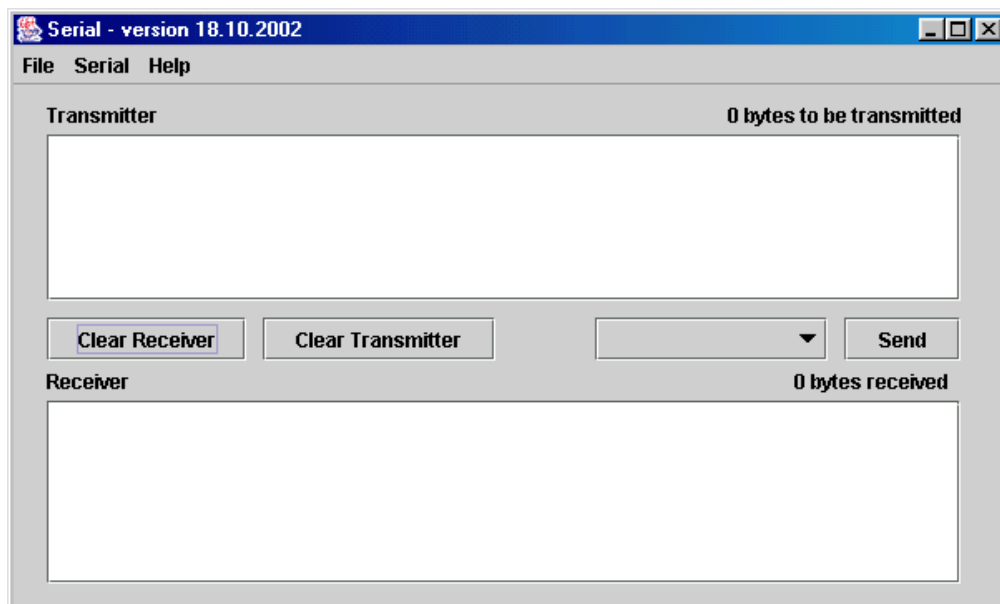 Serial - version 18.10.2002
File Serial Help
Transmitter 0 bytes to be transmitted
Clear Receiver Clear Transmitter Send
Receiver 0 bytes received